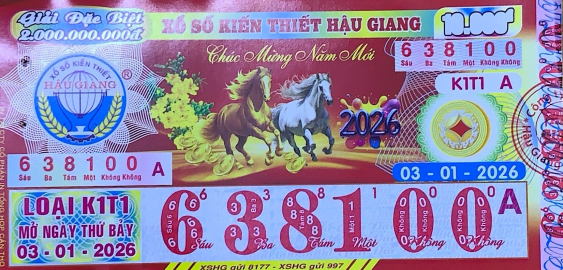 Giải Đặc Biệt
2.000.000.000đ
XỔ SỐ KIẾN THIẾT HẬU GIANG
10.000đ
Chúc Mừng Năm Mới
638100
Sáu Ba Tám Một Không Không
K1T1 A
XỔ SỐ KIẾN THIẾT
HẬU GIANG
®
2026
638100 A
Sáu Ba Tám Một Không Không
03-01-2026
LOẠI K1T1
MỞ NGÀY THỨ BẢY
03-01-2026
638100 A
Sáu Ba Tám Một Không Không
XSHG gửi 8177 - XSHG gửi 997